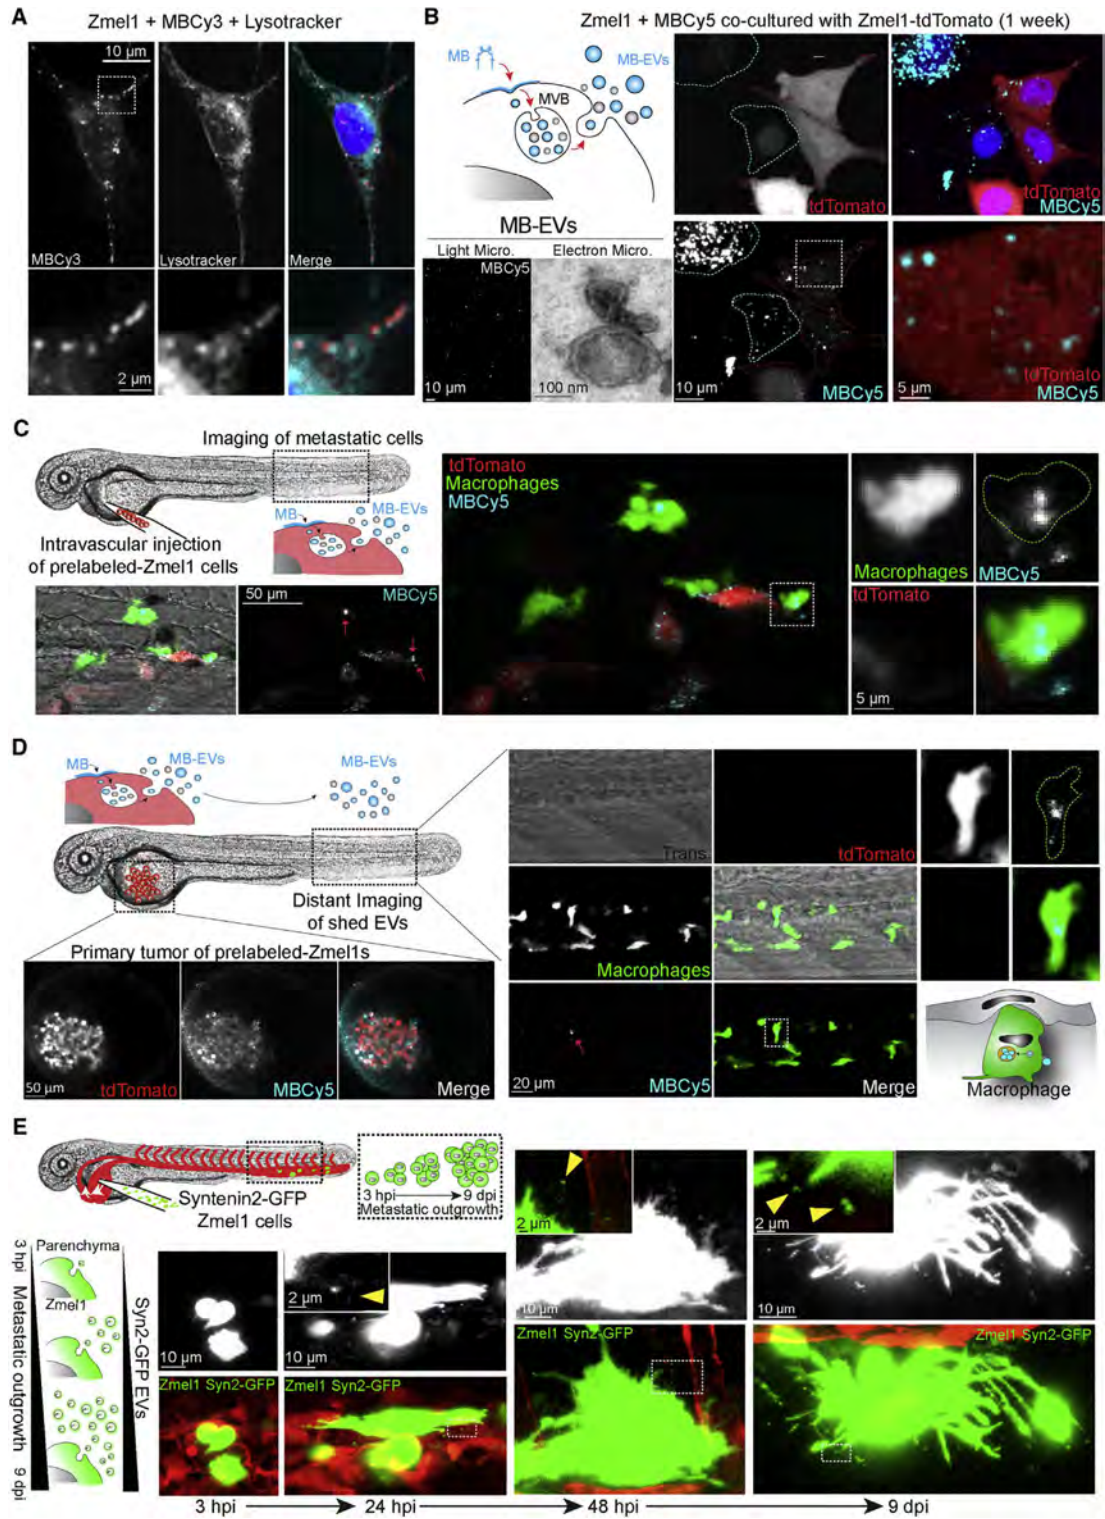 A
Zmel1 + MBCy3 + Lysotracker
10 µm
MBCy3
Lysotracker
Merge
2 µm
B
Zmel1 + MBCy5 co-cultured with Zmel1-tdTomato (1 week)
MB
MB-EVs
MVB
MB-EVs
Light Micro.
Electron Micro.
MBCy5
10 µm
100 nm
tdTomato
tdTomato
MBCy5
10 µm
MBCy5
5 µm
tdTomato
MBCy5
C
Imaging of metastatic cells
MB
MB-EVs
Intravascular injection
of prelabeled-Zmel1 cells
50 µm
MBCy5
tdTomato
Macrophages
MBCy5
Macrophages
MBCy5
tdTomato
5 µm
D
MB
MB-EVs
MB-EVs
Distant Imaging
of shed EVs
Primary tumor of prelabeled-Zmel1s
50 µm
tdTomato
MBCy5
Merge
Trans
tdTomato
Macrophages
20 µm
MBCy5
Merge
Macrophage
E
Syntenin2-GFP
Zmel1 cells
3 hpi
9 dpi
Metastatic outgrowth
3 hpi
Metastatic outgrowth
9 dpi
Parenchyma
Zmel1
Syn2-GFP EVs
10 µm
Zmel1 Syn2-GFP
2 µm
10 µm
Zmel1 Syn2-GFP
2 µm
10 µm
Zmel1 Syn2-GFP
2 µm
10 µm
Zmel1 Syn2-GFP
3 hpi
24 hpi
48 hpi
9 dpi